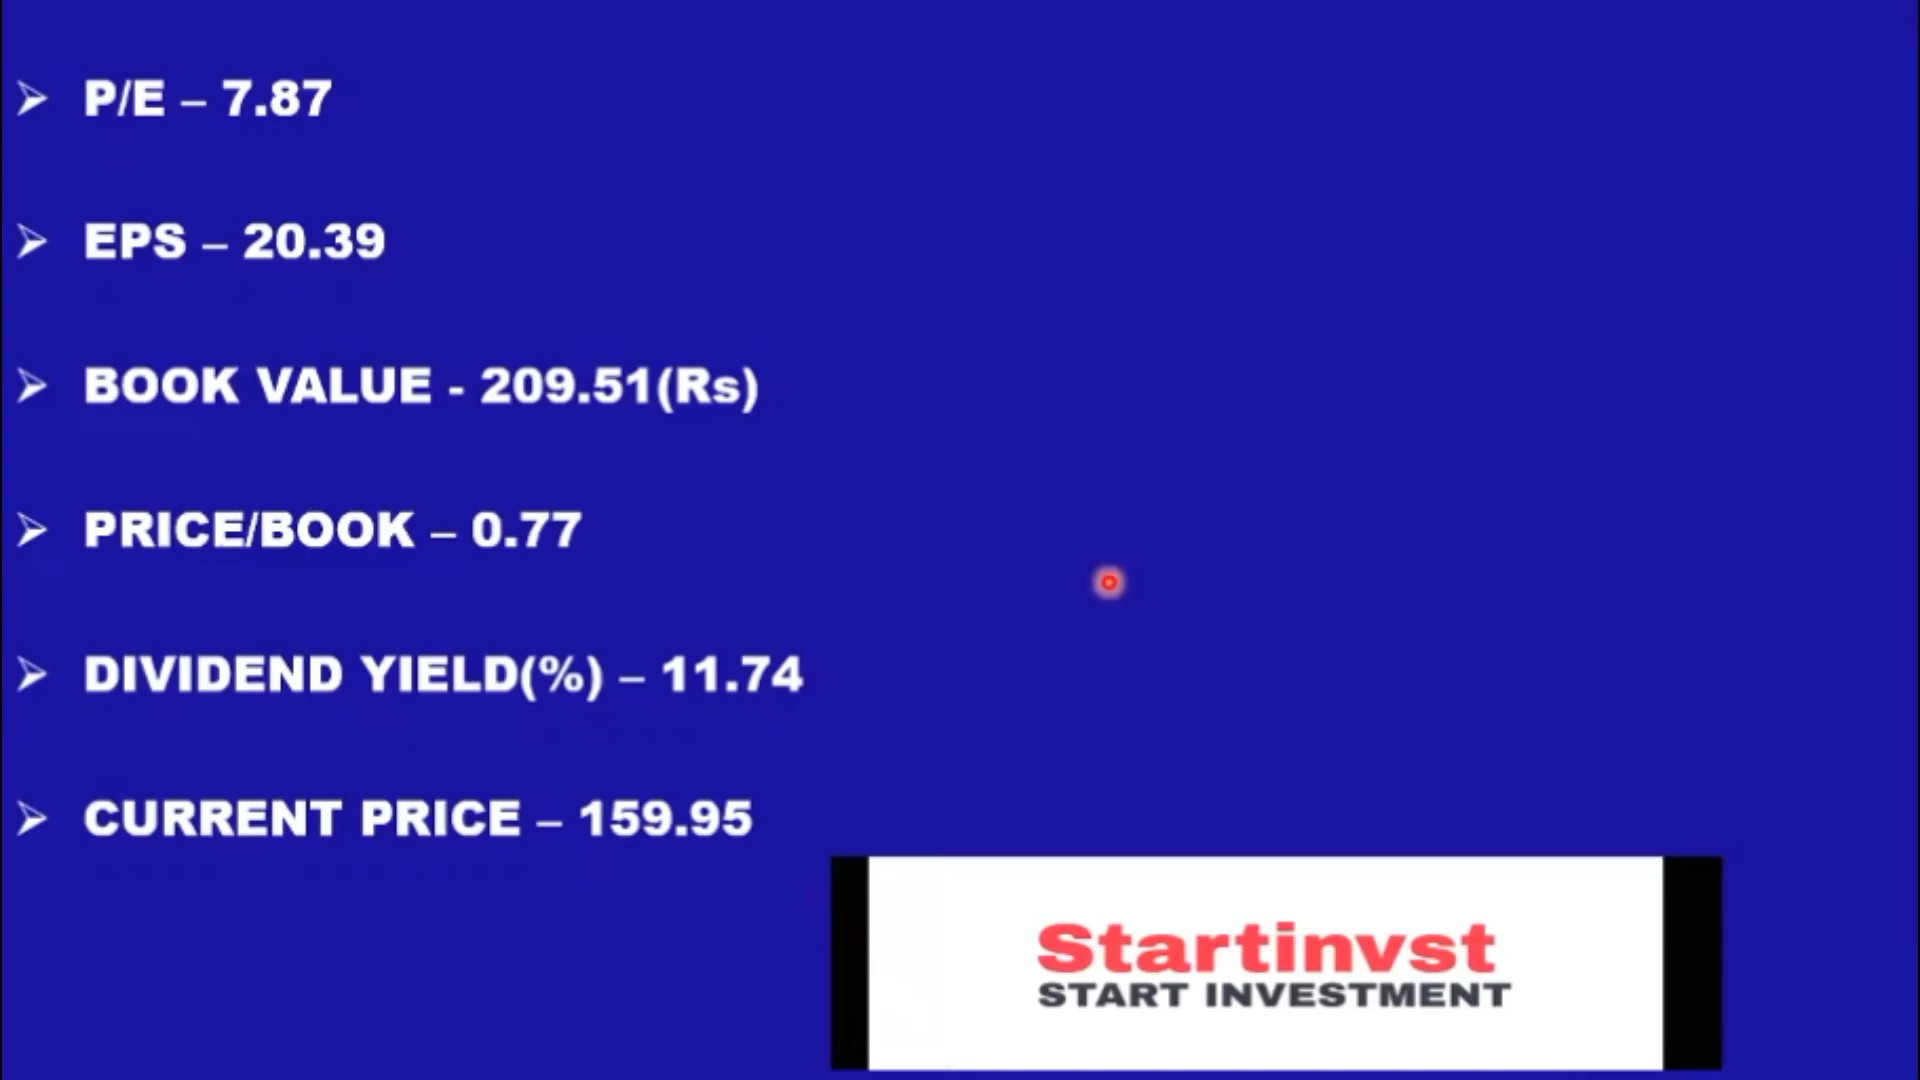 ➢ P/E – 7.87
➢ EPS – 20.39
➢ BOOK VALUE - 209.51(Rs)
➢ PRICE/BOOK – 0.77
➢ DIVIDEND YIELD(%) – 11.74
➢ CURRENT PRICE – 159.95
Startinvst
START INVESTMENT